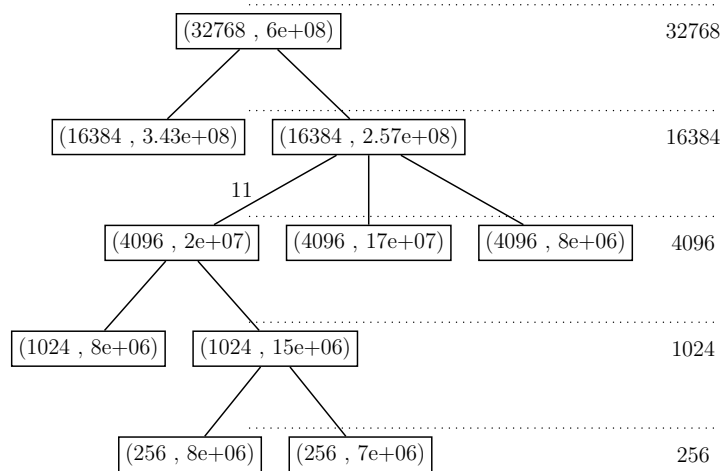 (32768 , 6e+08) 32768
(16384 , 3.43e+08) (16384 , 2.57e+08) 16384
11
(4096 , 2e+07) (4096 , 17e+07) (4096 , 8e+06) 4096
(1024 , 8e+06) (1024 , 15e+06) 1024
(256 , 8e+06) (256 , 7e+06) 256